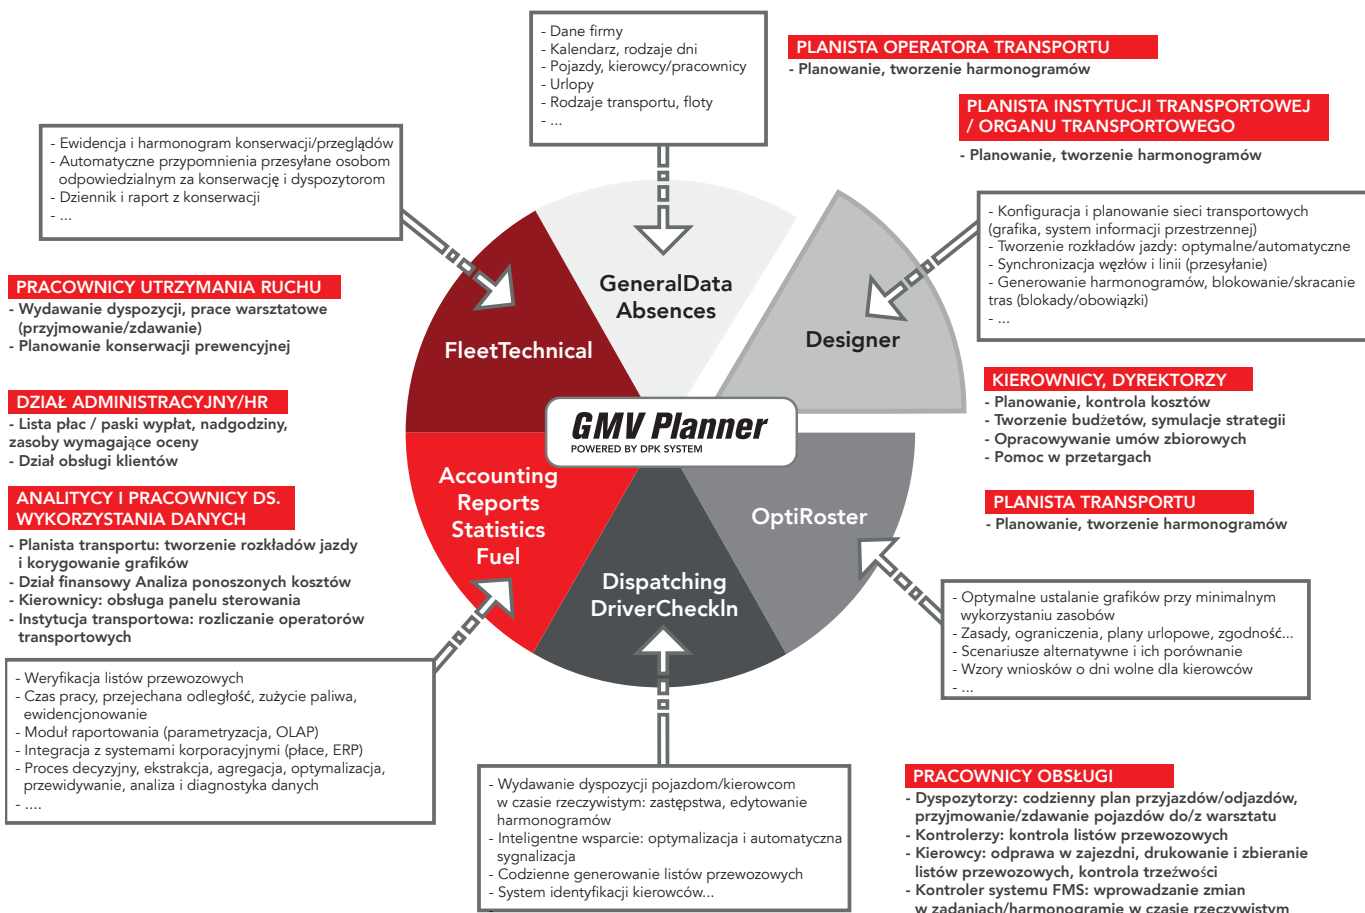 - Dane firmy
- Kalendarz, rodzaje dni
- Pojazdy, kierowcy/pracownicy
- Urlopy
- Rodzaje transportu, floty
- ...
PLANISTA OPERATORA TRANSPORTU
- Planowanie, tworzenie harmonogramów
PLANISTA INSTYTUCJI TRANSPORTOWEJ
/ ORGANU TRANSPORTOWEGO
- Planowanie, tworzenie harmonogramów
- Ewidencja i harmonogram konserwacji/przeglądów
- Automatyczne przypomnienia przesyłane osobom
odpowiedzialnym za konserwację i dyspozytorom
- Dziennik i raport z konserwacji
- ...
- Konfiguracja i planowanie sieci transportowych
(grafika, system informacji przestrzennej)
- Tworzenie rozkładów jazdy: optymalne/automatyczne
- Synchronizacja węzłów i linii (przesyłanie)
- Generowanie harmonogramów, blokowanie/skracanie
tras (blokady/obowiązki)
- ...
PRACOWNICY UTRZYMANIA RUCHU
- Wydawanie dyspozycji, prace warsztatowe
(przyjmowanie/zdawanie)
- Planowanie konserwacji prewencyjnej
GeneralData
Absences
Designer
FleetTechnical
DZIAŁ ADMINISTRACYJNY/HR
- Lista płac / paski wypłat, nadgodziny,
zasoby wymagające oceny
- Dział obsługi klientów
KIEROWNICY, DYREKTORZY
- Planowanie, kontrola kosztów
- Tworzenie budżetów, symulacje strategii
- Opracowywanie umów zbiorowych
- Pomoc w przetargach
GMV Planner
POWERED BY DPK SYSTEM
ANALITYCY I PRACOWNICY DS.
WYKORZYSTANIA DANYCH
- Planista transportu: tworzenie rozkładów jazdy
i korygowanie grafików
- Dział finansowy Analiza ponoszonych kosztów
- Kierownicy: obsługa panelu sterowania
- Instytucja transportowa: rozliczanie operatorów
transportowych
Accounting
Reports
Statistics
Fuel
OptiRoster
Dispatching
DriverCheckIn
PLANISTA TRANSPORTU
- Planowanie, tworzenie harmonogramów
- Optymalne ustalanie grafików przy minimalnym
wykorzystaniu zasobów
- Zasady, ograniczenia, plany urlopowe, zgodność...
- Scenariusze alternatywne i ich porównanie
- Wzory wniosków o dni wolne dla kierowców
- ...
- Weryfikacja listów przewozowych
- Czas pracy, przejechana odległość, zużycie paliwa,
ewidencjonowanie
- Moduł raportowania (parametryzacja, OLAP)
- Integracja z systemami korporacyjnymi (płace, ERP)
- Proces decyzyjny, ekstrakcja, agregacja, optymalizacja,
przewidywanie, analiza i diagnostyka danych
- ....
- Wydawanie dyspozycji pojazdom/kierowcom
w czasie rzeczywistym: zastępstwa, edytowanie
harmonogramów
- Inteligentne wsparcie: optymalizacja i automatyczna
sygnalizacja
- Codzienne generowanie listów przewozowych
- System identyfikacji kierowców...
-
PRACOWNICY OBSŁUGI
- Dyspozytorzy: codzienny plan przyjazdów/odjazdów,
przyjmowanie/zdawanie pojazdów do/z warsztatu
- Kontrolerzy: kontrola listów przewozowych
- Kierowcy: odprawa w zajezdni, drukowanie i zbieranie
listów przewozowych, kontrola trzeźwości
- Kontroler systemu FMS: wprowadzanie zmian
w zadaniach/harmonogramie w czasie rzeczywistym